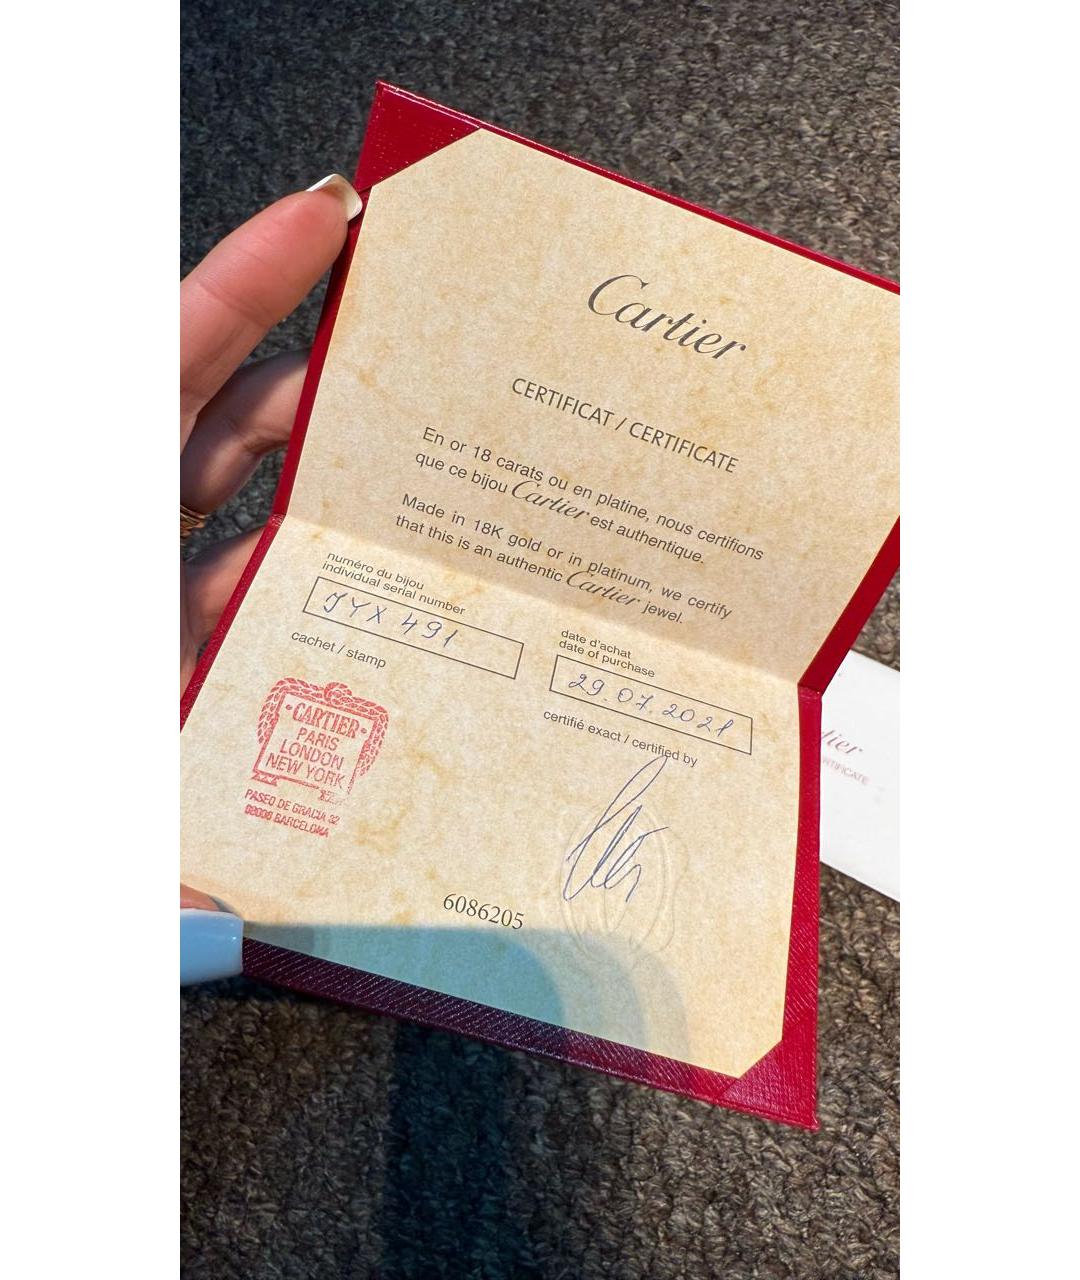 Cartier
CERTIFICAT / CERTIFICATE
En or 18 carats ou en platine, nous certifions
que ce bijou Cartier est authentique.
Made in 18K gold or in platinum, we certify
that this is an authentic Cartier jewel.
numéro du bijou
individual serial number
JYX 491
date d'achat
date of purchase
29.07.2021
cachet / stamp
certifié exact / certified by
CARTIER
PARIS
LONDON
NEW YORK
PASEO DE GRACIA 32
08008 BARCELONA
6086205
tier
RTIFICATE